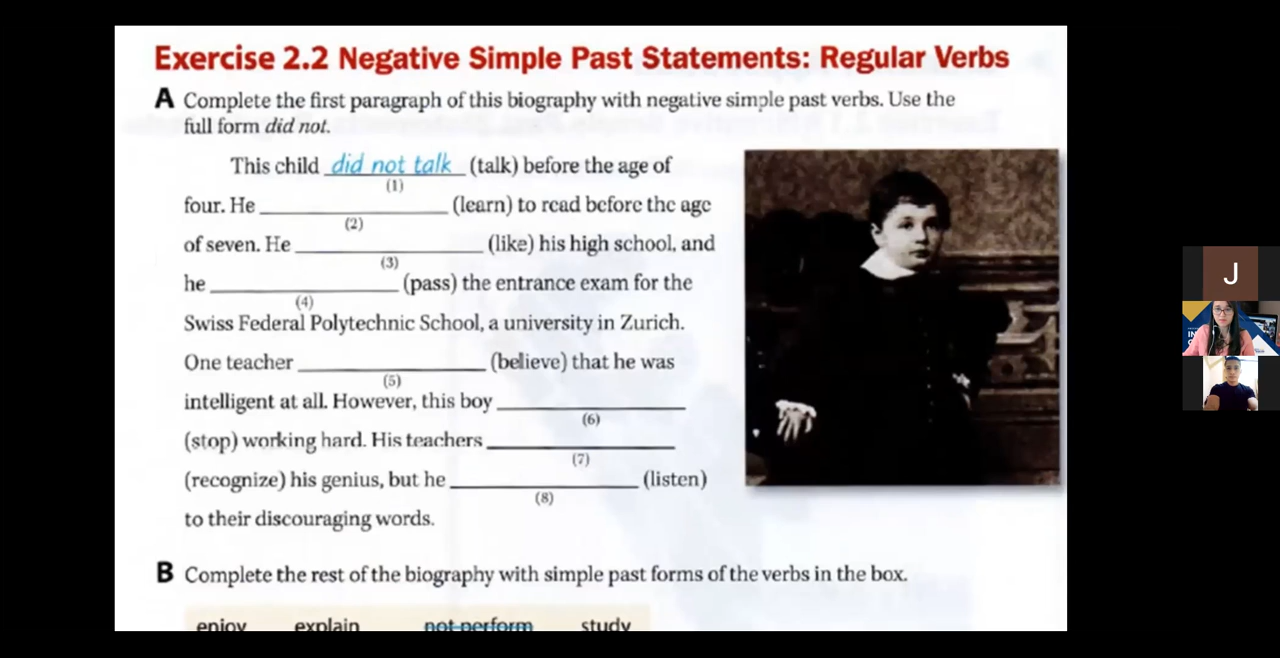 Exercise 2.2 Negative Simple Past Statements: Regular Verbs
A Complete the first paragraph of this biography with negative simple past verbs. Use the
full form did not.
This child did not talk (talk) before the age of
(1)
four. He (learn) to read before the age
(2)
of seven. He (like) his high school, and
(3)
he (pass) the entrance exam for the
(4)
Swiss Federal Polytechnic School, a university in Zurich.
One teacher (believe) that he was
(5)
intelligent at all. However, this boy
(6)
(stop) working hard. His teachers
(7)
(recognize) his genius, but he (listen)
(8)
to their discouraging words.
B Complete the rest of the biography with simple past forms of the verbs in the box.
enjoy explain not perform study
J